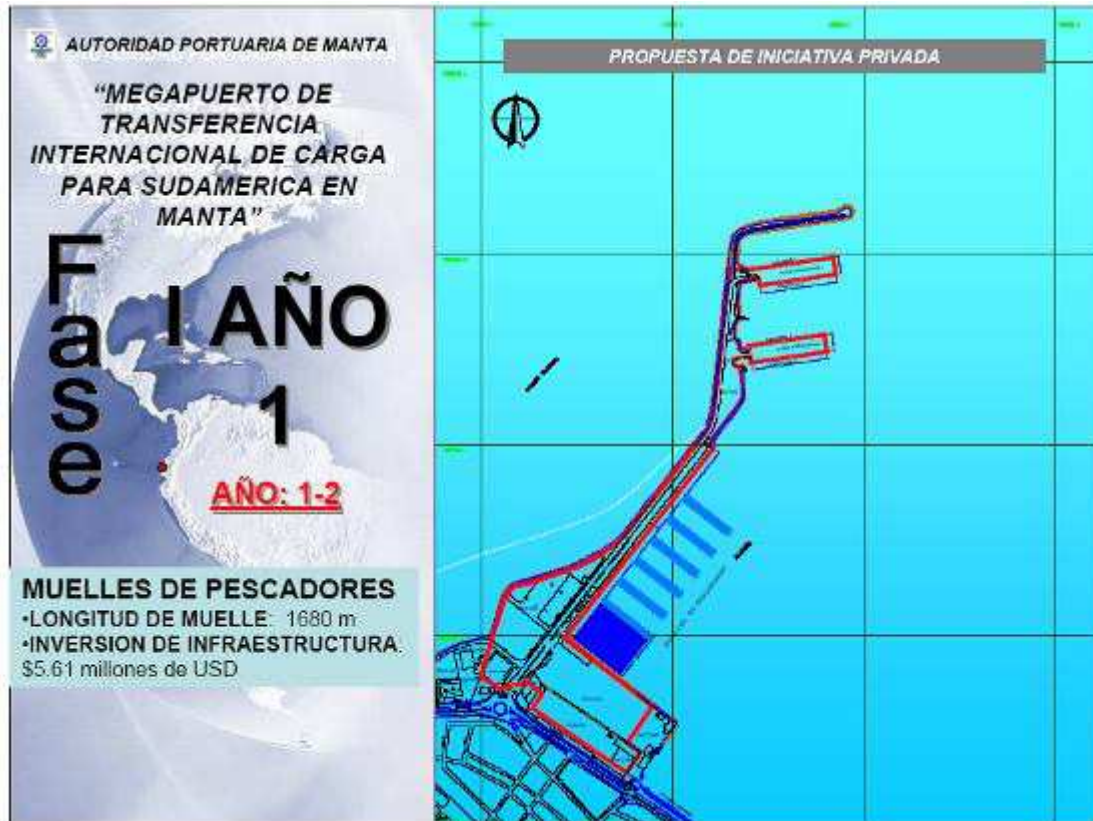 AUTORIDAD PORTUARIA DE MANTA
"MEGAPUERTO DE
TRANSFERENCIA
INTERNACIONAL DE CARGA
PARA SUDAMERICA EN
MANTA"
Fase
I AÑO
1
AÑO: 1-2
MUELLES DE PESCADORES
•LONGITUD DE MUELLE: 1680 m
•INVERSION DE INFRAESTRUCTURA.
$5.61 millones de USD
PROPUESTA DE INICIATIVA PRIVADA